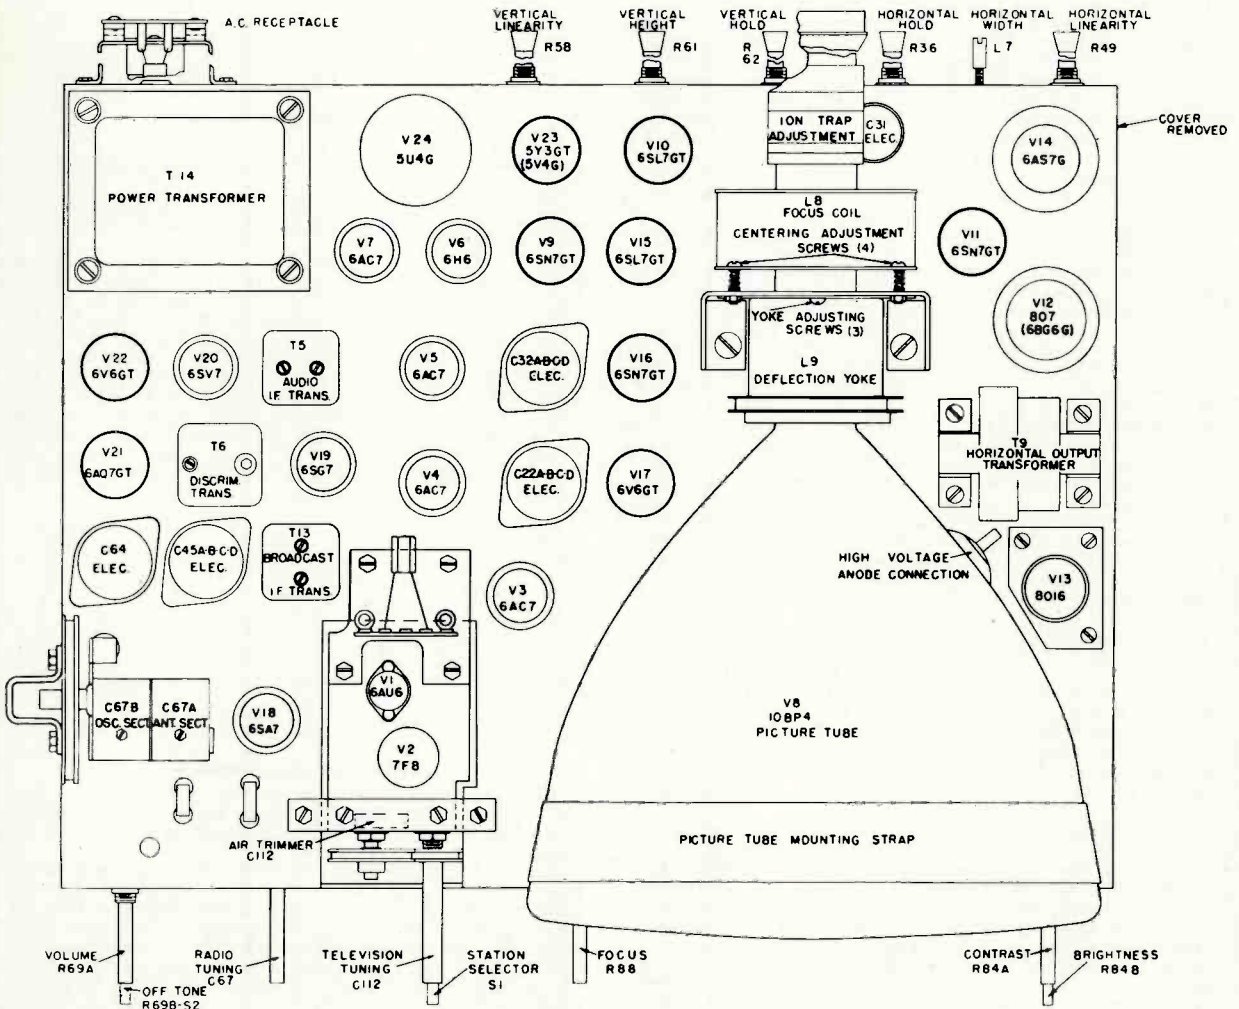 A.C. RECEPTACLE
VERTICAL
LINEARITY
R58
VERTICAL
HEIGHT
R61
VERTICAL
HOLD
R
62
HORIZONTAL
HOLD
R36
HORIZONTAL
WIDTH
L7
HORIZONTAL
LINEARITY
R49
COVER
REMOVED
T 14
POWER TRANSFORMER
V24
5U4G
V23
5Y3GT
(5V4G)
V10
6SL7GT
ION TRAP
ADJUSTMENT
C31
ELEC.
V14
6AS7G
V7
6AC7
V6
6H6
V9
6SN7GT
V15
6SL7GT
L8
FOCUS COIL
CENTERING ADJUSTMENT
SCREWS (4)
V11
6SN7GT
YOKE ADJUSTING
SCREWS (3)
V12
807
(6BG6G)
V22
6V6GT
V20
6SV7
T5
AUDIO
I.F TRANS.
V5
6AC7
C32A-B-C-D
ELEC.
V16
6SN7GT
L9
DEFLECTION YOKE
V21
6AQ7GT
T6
DISCRIM.
TRANS.
V19
6SG7
V4
6AC7
C22A-B-C-D
ELEC.
V17
6V6GT
T9
HORIZONTAL OUTPUT
TRANSFORMER
C64
ELEC.
C45A-B-C-D
ELEC.
T13
BROADCAST
I.F TRANS.
V3
6AC7
HIGH VOLTAGE
ANODE CONNECTION
V13
8016
C67B
OSC. SECT
C67A
ANT. SECT
V18
6SA7
V1
6AU6
V2
7F8
V8
10BP4
PICTURE TUBE
AIR TRIMMER
C112
PICTURE TUBE MOUNTING STRAP
VOLUME
R69A
OFF TONE
R69B-S2
RADIO
TUNING
C67
TELEVISION
TUNING
C112
STATION
SELECTOR
S1
FOCUS
R88
CONTRAST
R84A
BRIGHTNESS
R84B